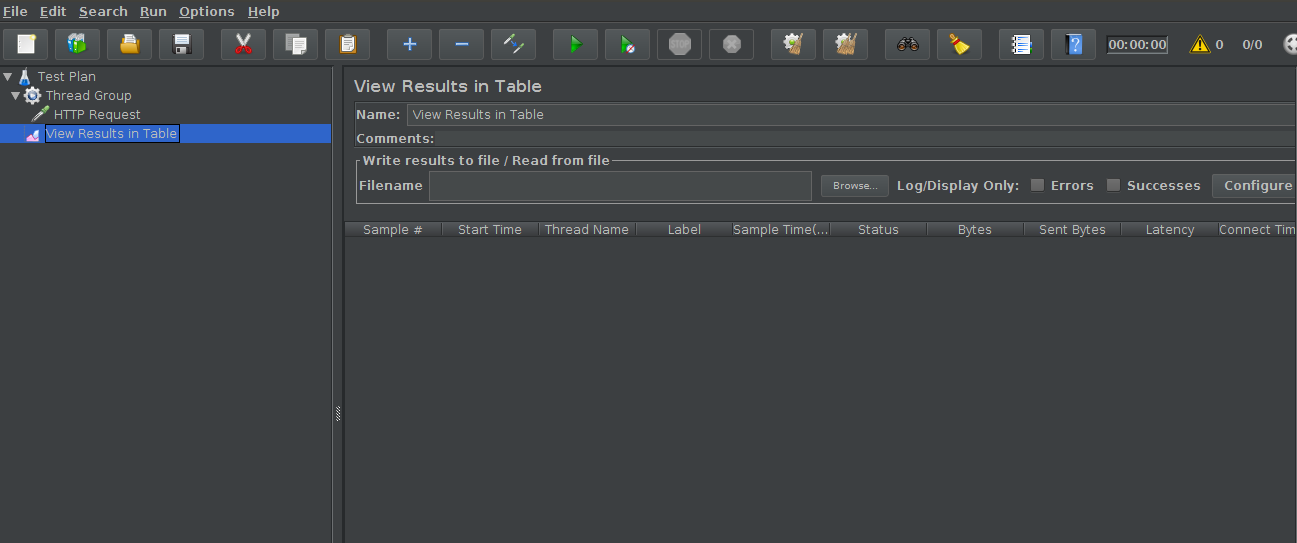 File Edit Search Run Options Help
STOP 00:00:00 0 0/0
Test Plan
Thread Group
HTTP Request
View Results in Table
View Results in Table
Name: View Results in Table
Comments:
Write results to file / Read from file
Filename Browse... Log/Display Only: Errors Successes Configure
Sample # Start Time Thread Name Label Sample Time(... Status Bytes Sent Bytes Latency Connect Tim